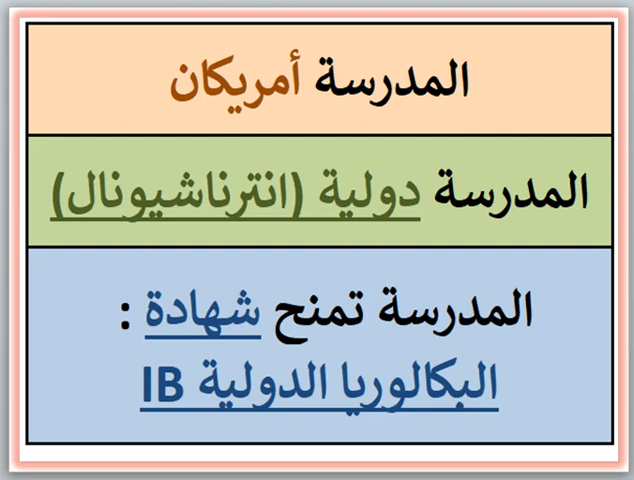 المدرسة أمريكان
المدرسة دولية (انترناشيونال)
المدرسة تمنح شهادة :
البكالوريا الدولية IB